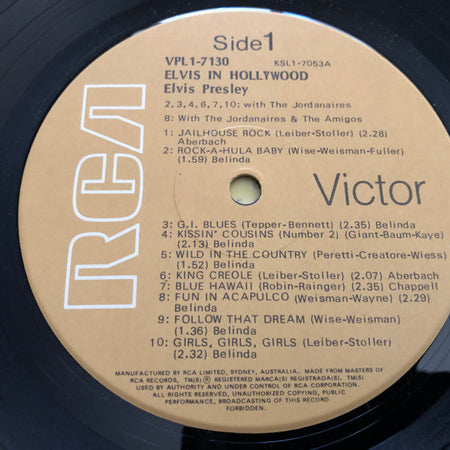 Side 1
VPL1-7130 KSL1-7053A
ELVIS IN HOLLYWOOD
Elvis Presley
2,3,4,6,7,10: with The Jordanaires
8: With The Jordanaires & The Amigos
1: JAILHOUSE ROCK (Leiber-Stoller) (2.28)
Aberbach
2: ROCK-A-HULA BABY (Wise-Weisman-Fuller)
(1.59) Belinda
RCA Victor
3: G.I. BLUES (Tepper-Bennett) (2.35) Belinda
4: KISSIN' COUSINS (Number 2) (Giant-Baum-Kaye)
(2.13) Belinda
5: WILD IN THE COUNTRY (Peretti-Creatore-Wiess)
(1.52) Belinda
6: KING CREOLE (Leiber-Stoller) (2.07) Aberbach
7: BLUE HAWAII (Robin-Rainger) (2.35) Chappell
8: FUN IN ACAPULCO (Weisman-Wayne) (2.29)
Belinda
9: FOLLOW THAT DREAM (Wise-Weisman)
(1.36) Belinda
10: GIRLS, GIRLS, GIRLS (Leiber-Stoller)
(2.32) Belinda
MANUFACTURED BY RCA LIMITED, SYDNEY, AUSTRALIA. MADE FROM MASTERS OF
RCA RECORDS, TM(S) ® REGISTERED MARCA(S) REGISTRADA(S). TM(S)
USED BY AUTHORITY AND UNDER CONTROL OF RCA CORPORATION.
ALL RIGHTS RESERVED, UNAUTHORIZED COPYING, PUBLIC
PERFORMANCE, BROADCASTING OF THIS RECORD
FORBIDDEN.